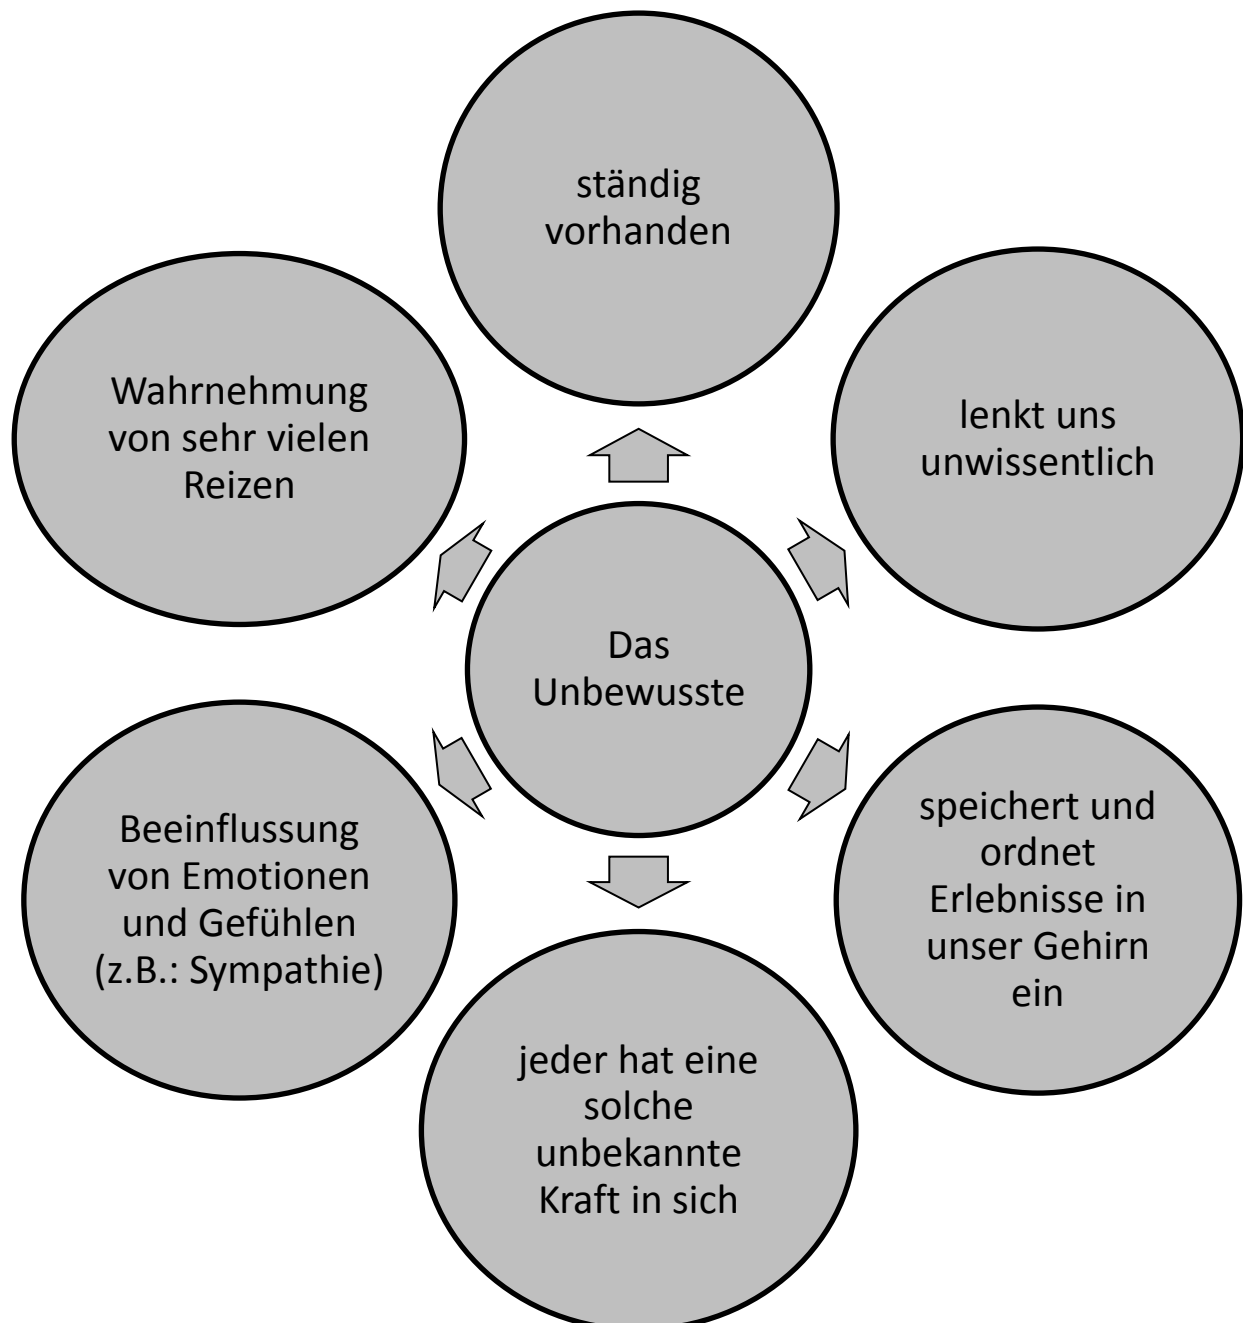 ständig
vorhanden
lenkt uns
unwissentlich
speichert und
ordnet
Erlebnisse in
unser Gehirn
ein
jeder hat eine
solche
unbekannte
Kraft in sich
Beeinflussung
von Emotionen
und Gefühlen
(z.B.: Sympathie)
Wahrnehmung
von sehr vielen
Reizen
Das
Unbewusste